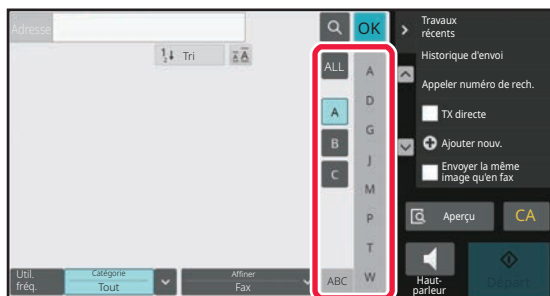 Adresse
OK
Tri
ALL
A
B
C
ABC
A
D
G
J
M
P
T
W
Util.
fréq.
Catégorie
Tout
Affiner
Fax
Travaux
récents
Historique d'envoi
Appeler numéro de rech.
TX directe
Ajouter nouv.
Envoyer la même
image qu'en fax
Aperçu
CA
Haut-
parleur
Départ